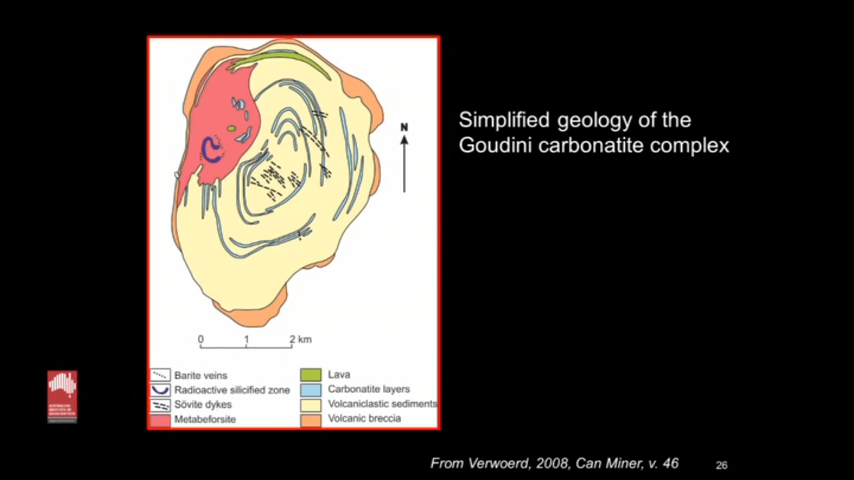 Simplified geology of the
Goudini carbonatite complex
N
0 1 2 km
Barite veins
Radioactive silicified zone
Sövite dykes
Metabeforsite
Lava
Carbonatite layers
Volcaniclastic sediments
Volcanic breccia
From Verwoerd, 2008, Can Miner, v. 46
26